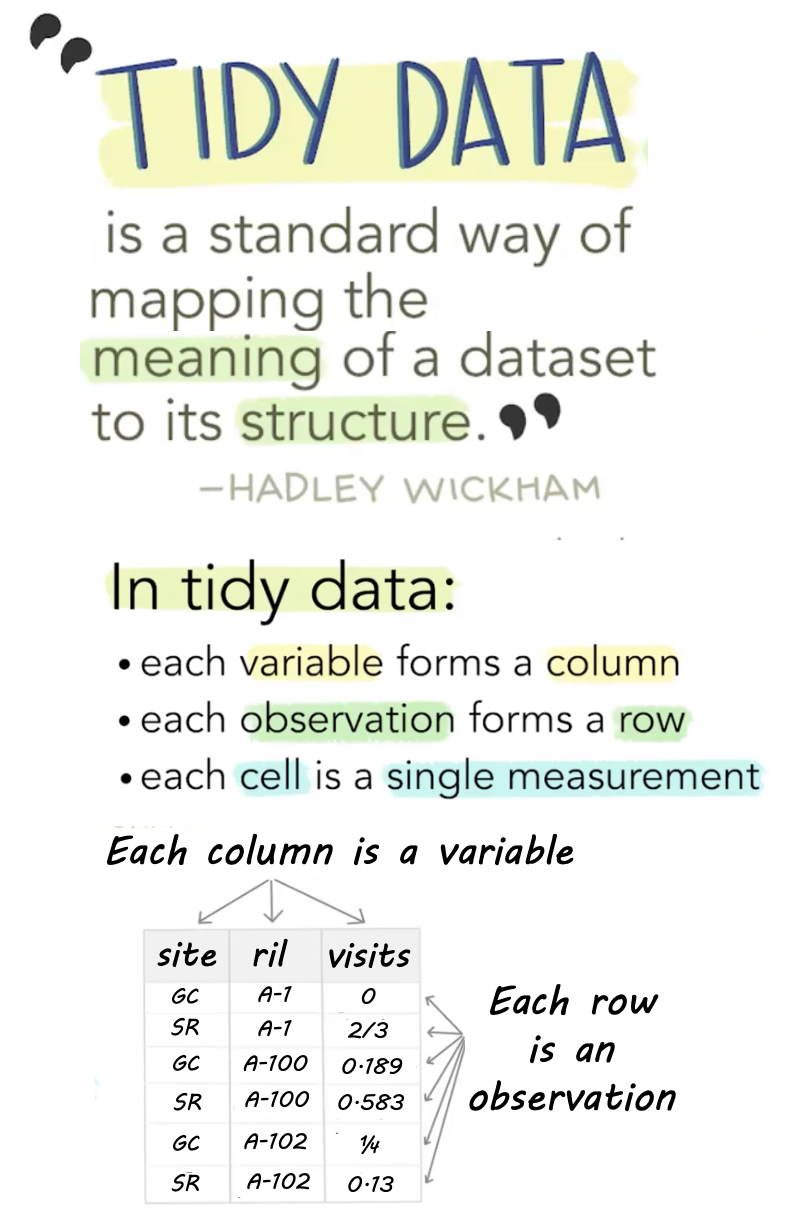 “TIDY DATA
is a standard way of
mapping the
meaning of a dataset
to its structure.”
—HADLEY WICKHAM
In tidy data:
• each variable forms a column
• each observation forms a row
• each cell is a single measurement
Each column is a variable
site ril visits
GC A-1 0
SR A-1 2/3
GC A-100 0.189
SR A-100 0.583
GC A-102 ¼
SR A-102 0.13
Each row
is an
observation